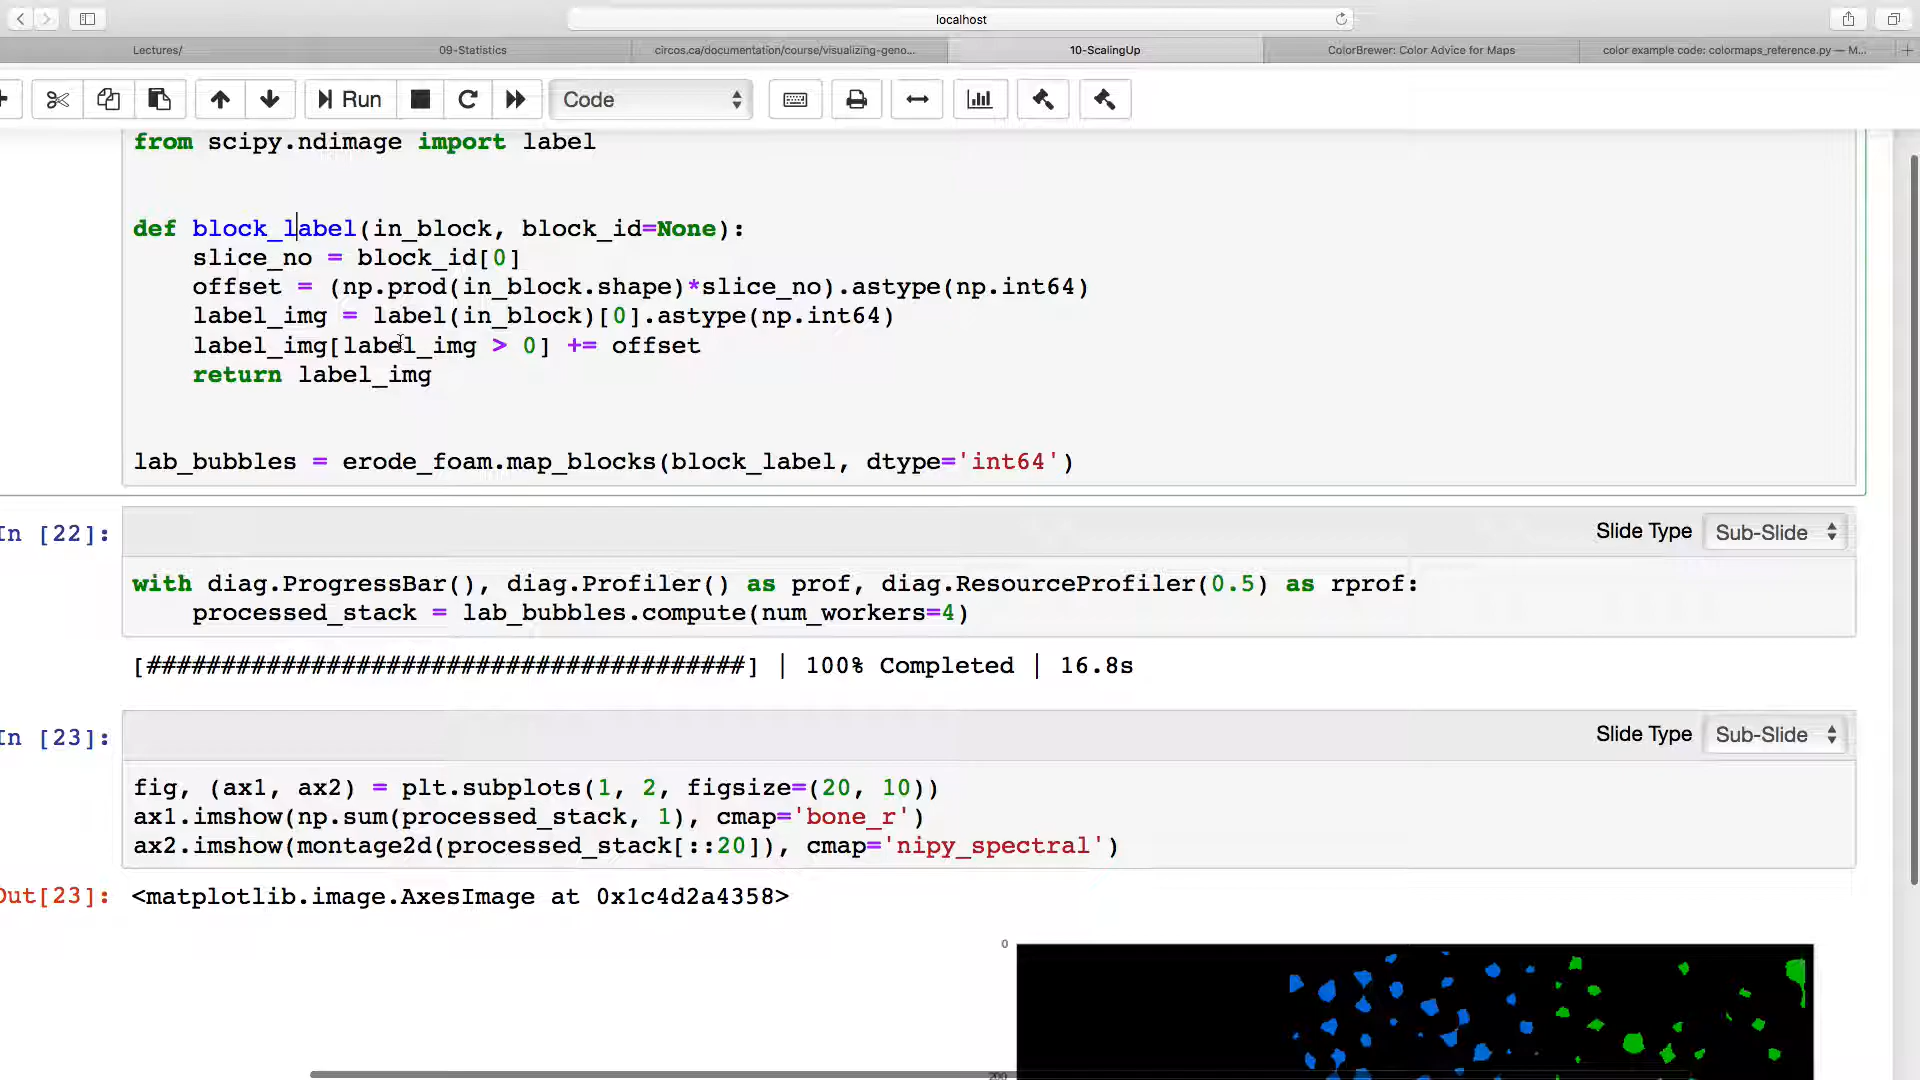 localhost
Lectures/
09-Statistics
circos.ca/documentation/course/visualizing-geno...
10-ScalingUp
ColorBrewer: Color Advice for Maps
color example code: colormaps_reference.py — M...
Run
Code
from scipy.ndimage import label
def block_label(in_block, block_id=None):
    slice_no = block_id[0]
    offset = (np.prod(in_block.shape)*slice_no).astype(np.int64)
    label_img = label(in_block)[0].astype(np.int64)
    label_img[label_img > 0] += offset
    return label_img
lab_bubbles = erode_foam.map_blocks(block_label, dtype='int64')
In [22]:
Slide Type Sub-Slide
with diag.ProgressBar(), diag.Profiler() as prof, diag.ResourceProfiler(0.5) as rprof:
    processed_stack = lab_bubbles.compute(num_workers=4)
[########################################] | 100% Completed | 16.8s
In [23]:
Slide Type Sub-Slide
fig, (ax1, ax2) = plt.subplots(1, 2, figsize=(20, 10))
ax1.imshow(np.sum(processed_stack, 1), cmap='bone_r')
ax2.imshow(montage2d(processed_stack[::20]), cmap='nipy_spectral')
Out[23]: <matplotlib.image.AxesImage at 0x1c4d2a4358>
0
200